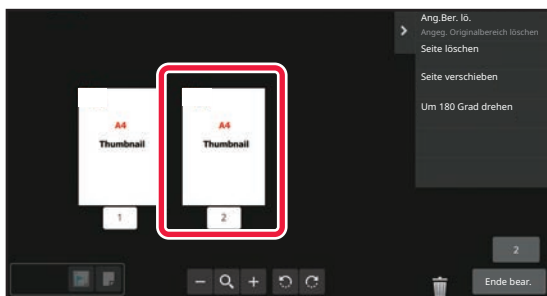 Ang.Ber. lö.
Angeg. Originalbereich löschen
Seite löschen
Seite verschieben
Um 180 Grad drehen
A4
Thumbnail
A4
Thumbnail
1
2
2
Ende bear.